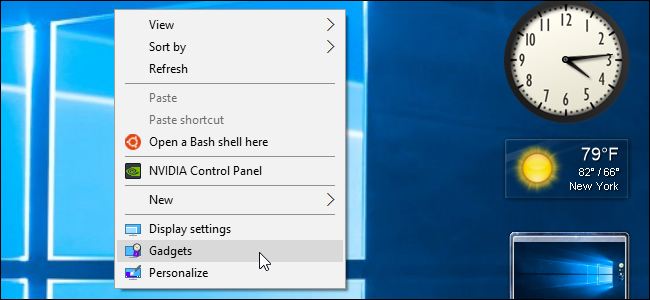 View
Sort by
Refresh
Paste
Paste shortcut
Open a Bash shell here
NVIDIA Control Panel
New
Display settings
Gadgets
Personalize
12
1
2
3
4
5
6
7
8
9
10
11
79°F
82° / 66°
New York